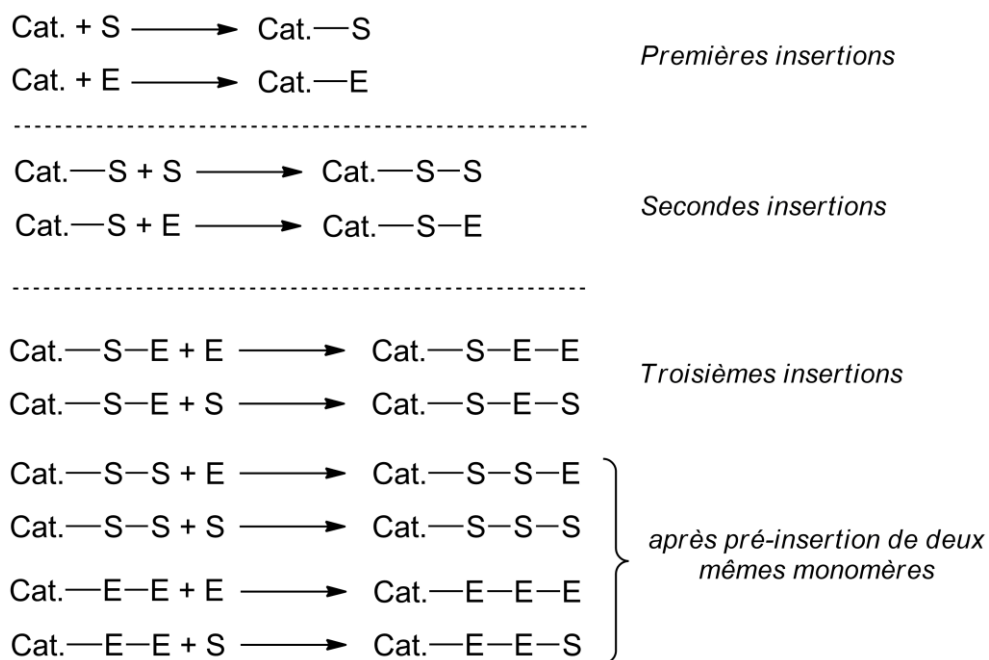 Cat. + S → Cat.—S
Premières insertions
Cat. + E → Cat.—E
Cat.—S + S → Cat.—S—S
Secondes insertions
Cat.—S + E → Cat.—S—E
Cat.—S—E + E → Cat.—S—E—E
Troisièmes insertions
Cat.—S—E + S → Cat.—S—E—S
Cat.—S—S + E → Cat.—S—S—E
Cat.—S—S + S → Cat.—S—S—S
après pré-insertion de deux
mêmes monomères
Cat.—E—E + E → Cat.—E—E—E
Cat.—E—E + S → Cat.—E—E—S